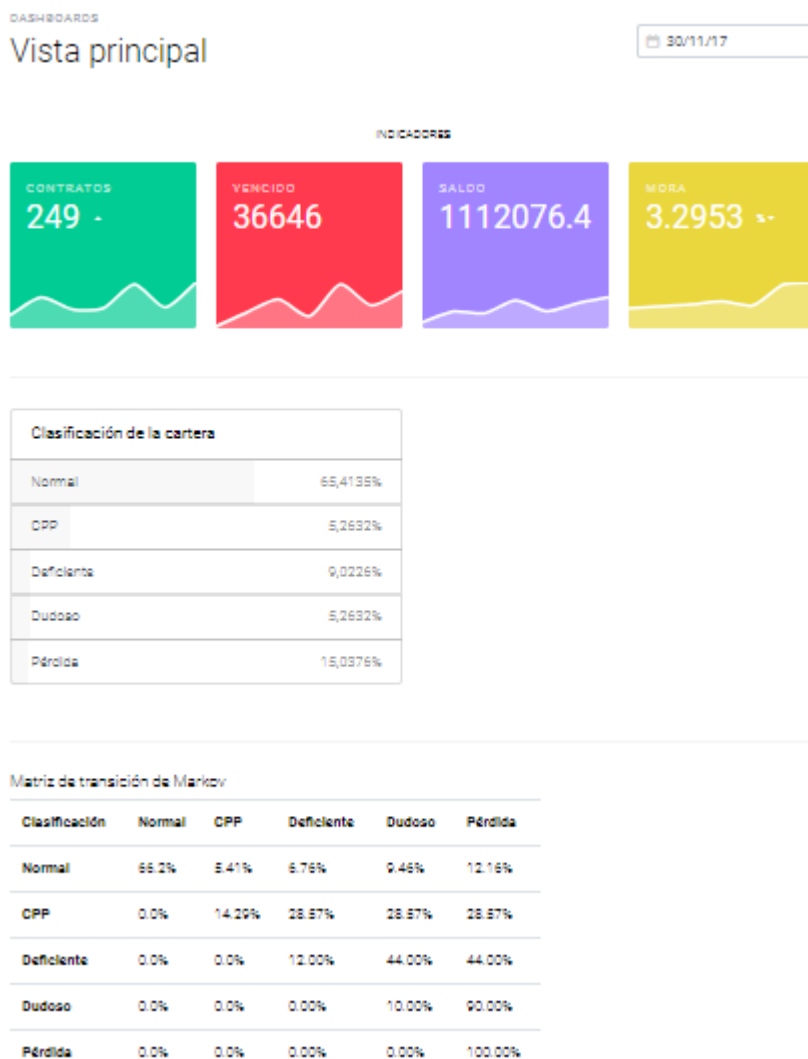 DASHBOARDS
Vista principal
30/11/17
INDICADORES
CONTRATOS
249
VENCIDO
36646
SALDO
1112076.4
MORA
3.2953 %
Clasificación de la cartera
Normal 65,4135%
CPP 5,2632%
Deficiente 9,0226%
Dudoso 5,2632%
Pérdida 15,0376%
Matriz de transición de Markov
Clasificación Normal CPP Deficiente Dudoso Pérdida
Normal 66.2% 5.41% 6.76% 9.46% 12.16%
CPP 0.0% 14.29% 28.57% 28.57% 28.57%
Deficiente 0.0% 0.0% 12.00% 44.00% 44.00%
Dudoso 0.0% 0.0% 0.00% 10.00% 90.00%
Pérdida 0.0% 0.0% 0.00% 0.00% 100.00%